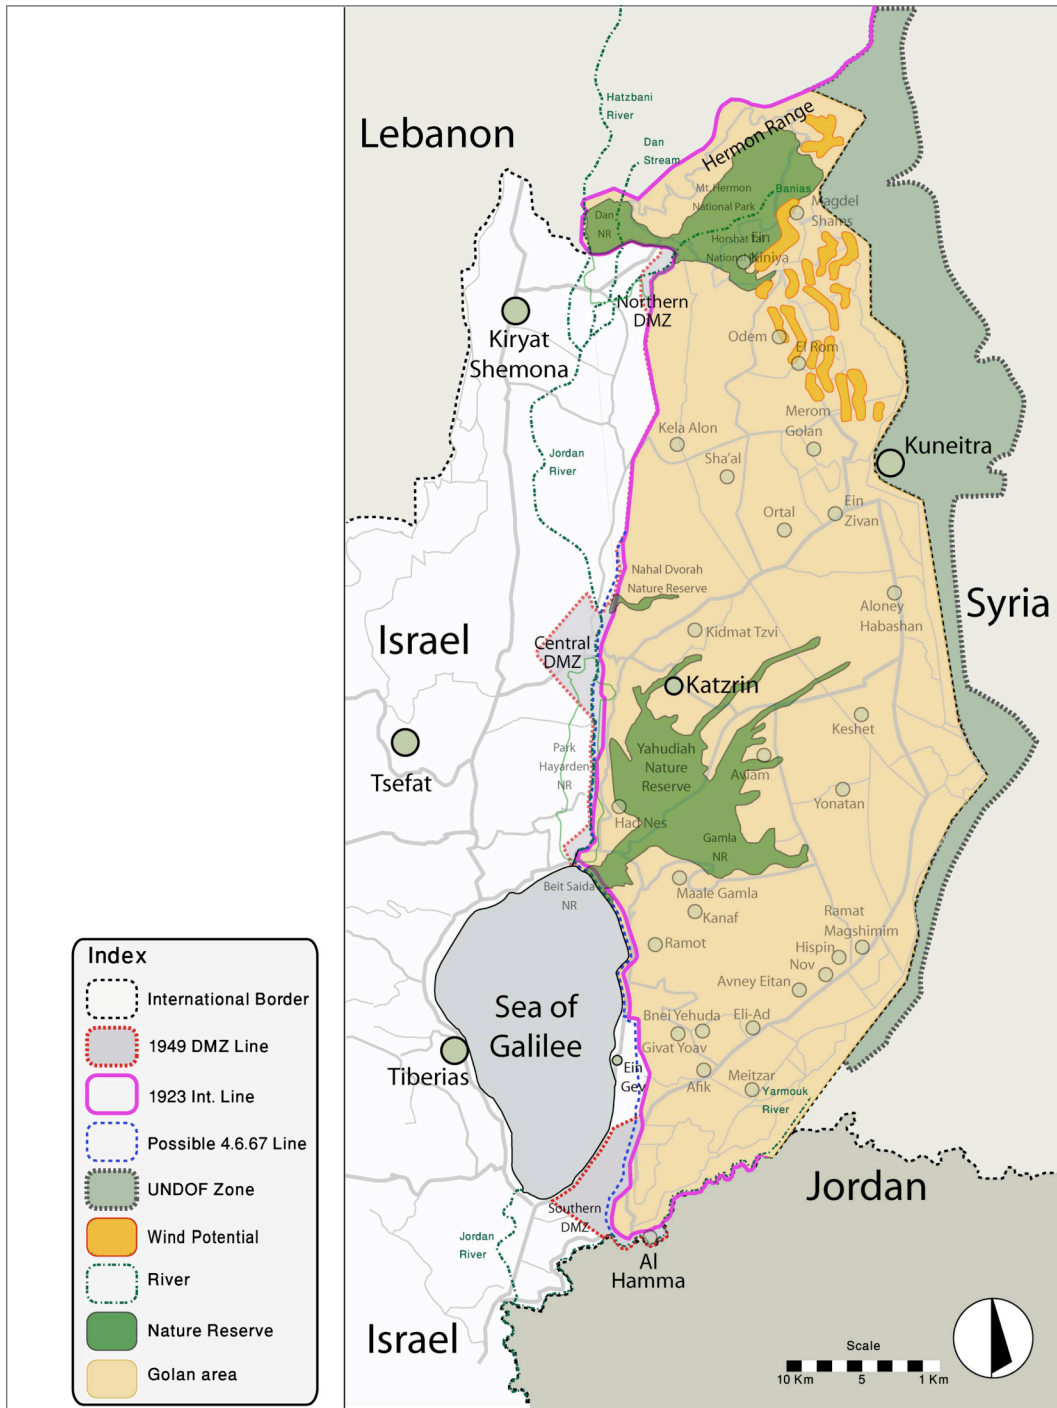 Hatzbani
River
Lebanon
Dan
Stream
Hermon Range
Mt. Hermon
National Park
Banias
Magdel
Shams
Dan
NR
Horshat Tal
National
Ein
Kiniya
Northern
DMZ
Kiryat
Shemona
Odem
El Rom
Merom
Golan
Kela Alon
Kuneitra
Jordan
River
Sha'al
Ein
Zivan
Ortal
Nahal Dvorah
Nature Reserve
Syria
Aloney
Habashan
Israel
Central
DMZ
Kidmat Tzvi
Katzrin
Keshet
Tsefat
Park
Hayarden
NR
Yahudiah
Nature
Reserve
Aviam
Yonatan
Had Nes
Gamla
NR
Beit Saida
NR
Maale Gamla
Kanaf
Ramat
Magshimim
Ramot
Hispin
Nov
Avney Eitan
Sea of
Galilee
Bnei Yehuda
Eli-Ad
Givat Yoav
Tiberias
Ein
Gev
Afik
Meitzar
Yarmouk
River
Jordan
Southern
DMZ
Jordan
River
Al
Hamma
Israel
Scale
10 Km 5 1 Km
Index
International Border
1949 DMZ Line
1923 Int. Line
Possible 4.6.67 Line
UNDOF Zone
Wind Potential
River
Nature Reserve
Golan area